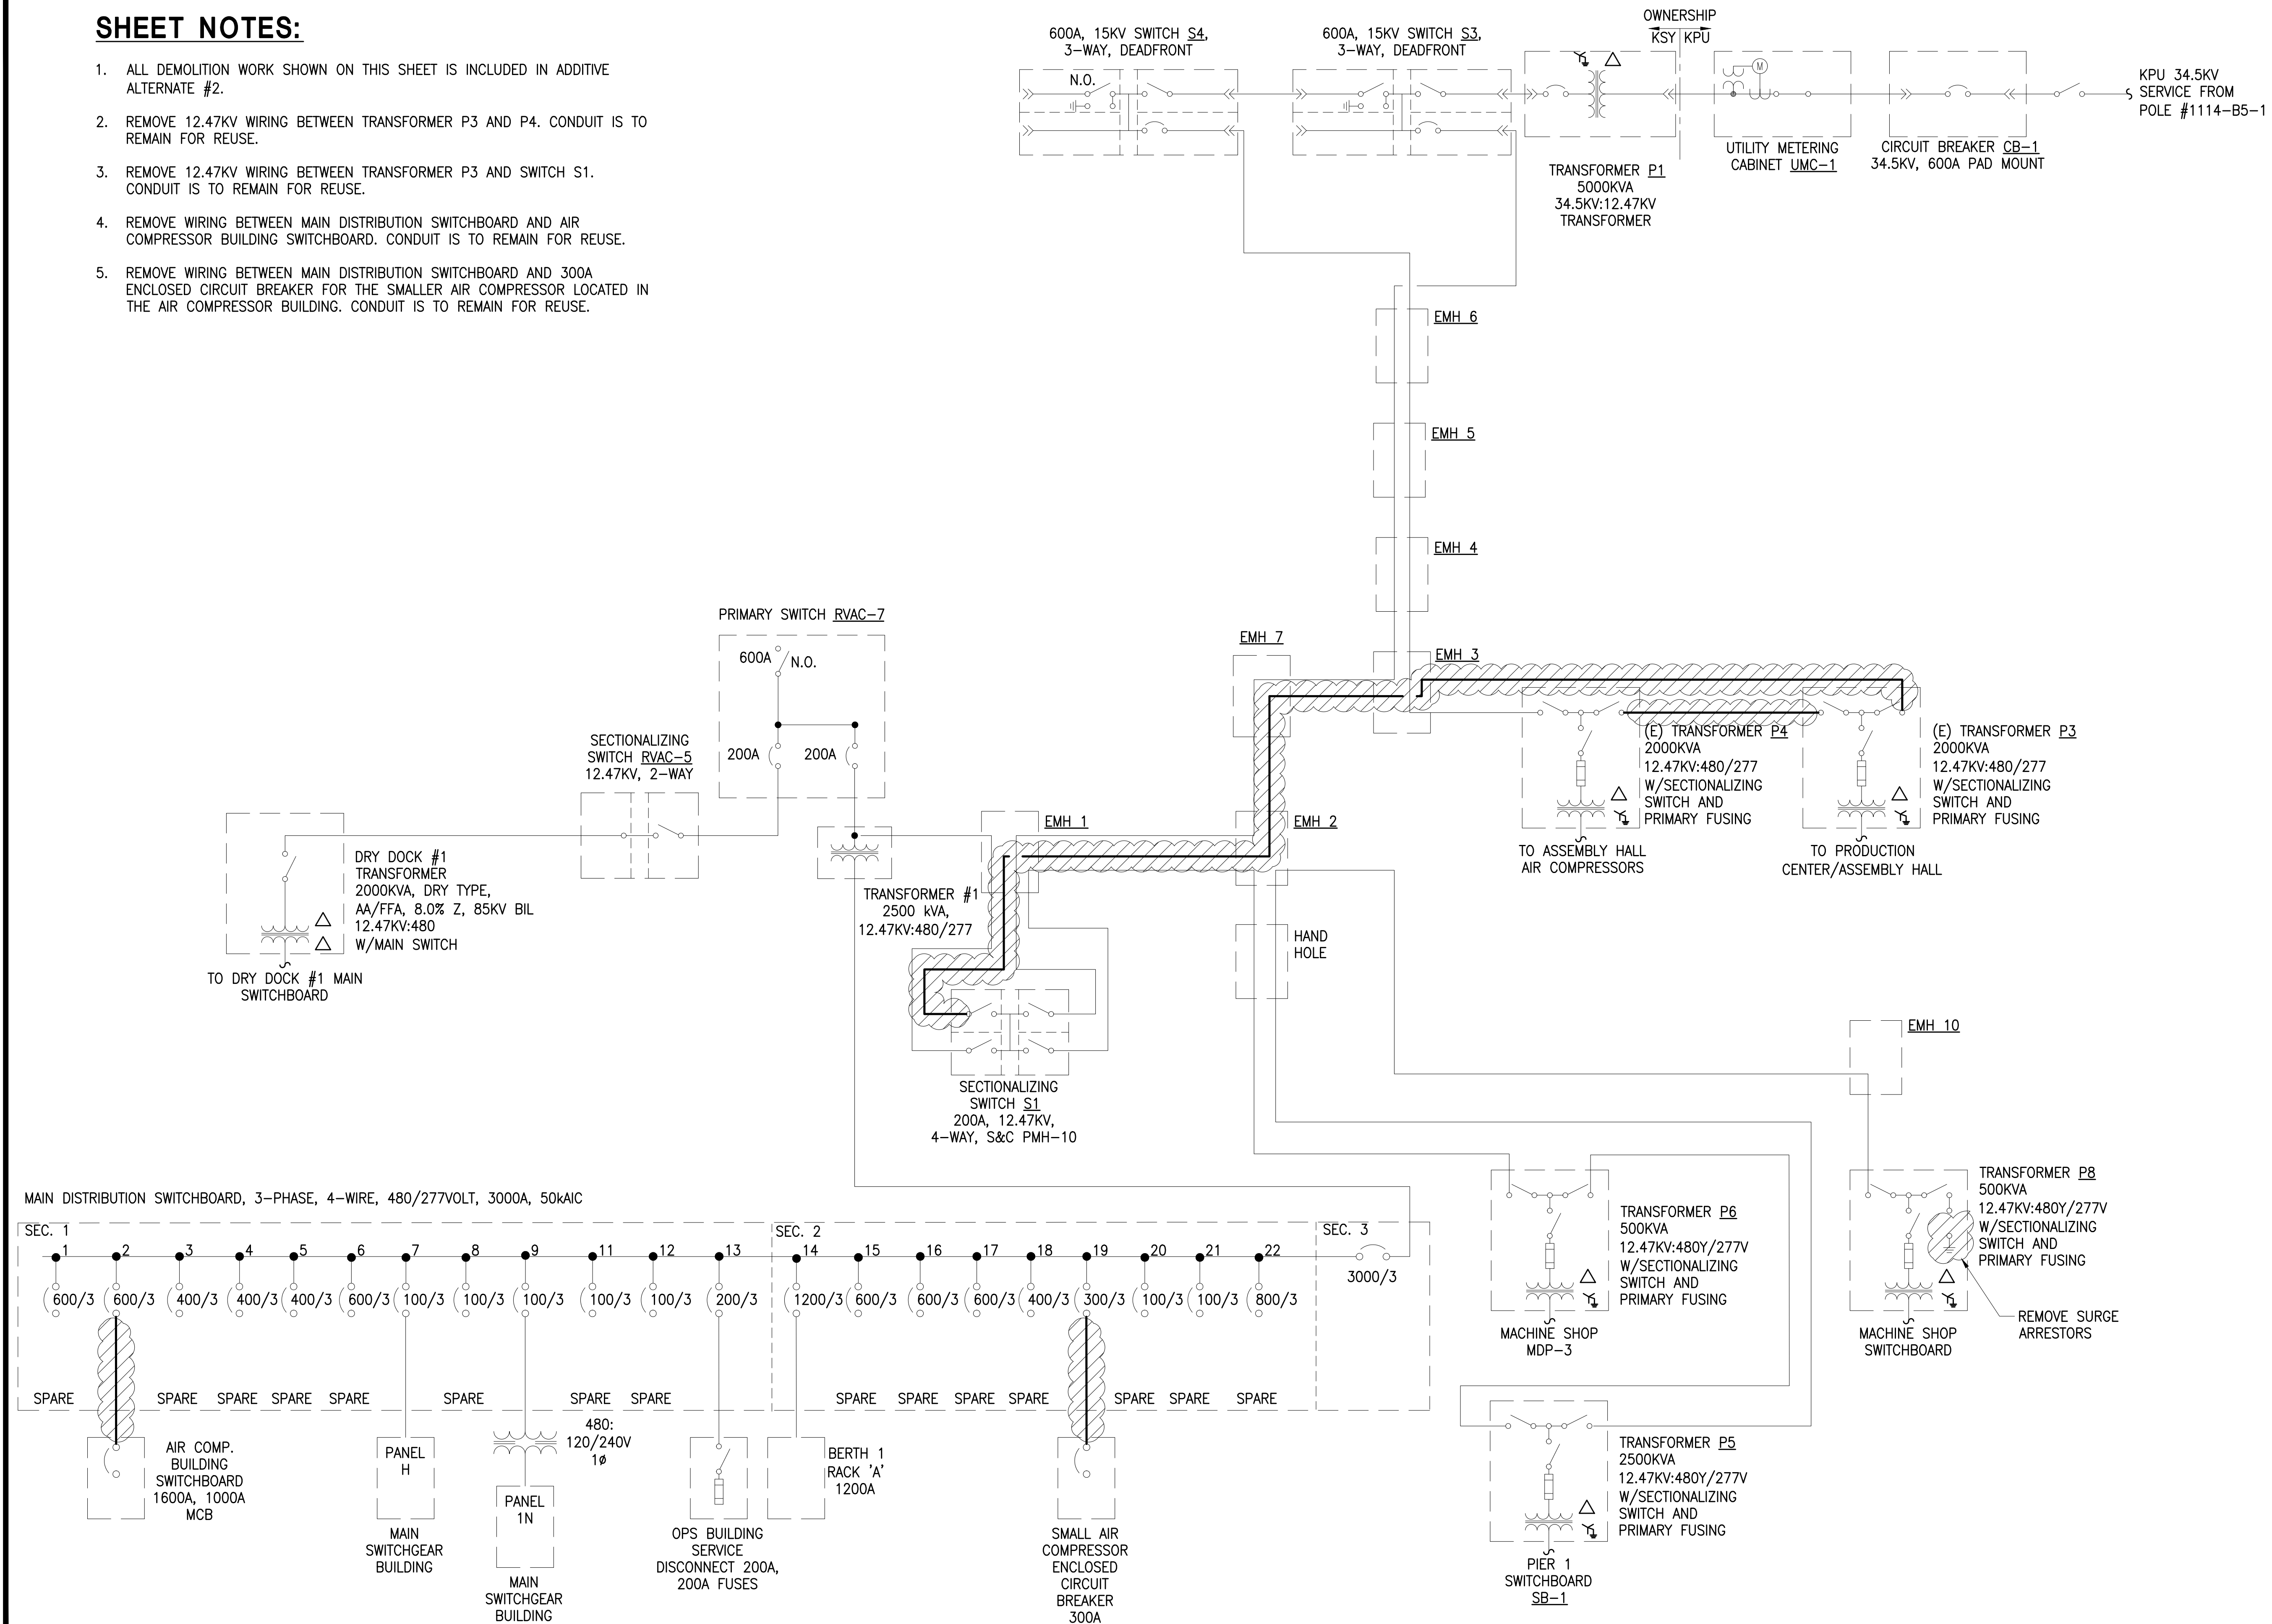 SHEET NOTES:
1. ALL DEMOLITION WORK SHOWN ON THIS SHEET IS INCLUDED IN ADDITIVE
ALTERNATE #2.
2. REMOVE 12.47KV WIRING BETWEEN TRANSFORMER P3 AND P4. CONDUIT IS TO
REMAIN FOR REUSE.
3. REMOVE 12.47KV WIRING BETWEEN TRANSFORMER P3 AND SWITCH S1.
CONDUIT IS TO REMAIN FOR REUSE.
4. REMOVE WIRING BETWEEN MAIN DISTRIBUTION SWITCHBOARD AND AIR
COMPRESSOR BUILDING SWITCHBOARD. CONDUIT IS TO REMAIN FOR REUSE.
5. REMOVE WIRING BETWEEN MAIN DISTRIBUTION SWITCHBOARD AND 300A
ENCLOSED CIRCUIT BREAKER FOR THE SMALLER AIR COMPRESSOR LOCATED IN
THE AIR COMPRESSOR BUILDING. CONDUIT IS TO REMAIN FOR REUSE.
600A, 15KV SWITCH S4,
3-WAY, DEADFRONT
N.O.
600A, 15KV SWITCH S3,
3-WAY, DEADFRONT
OWNERSHIP
KSY KPU
TRANSFORMER P1
5000KVA
34.5KV:12.47KV
TRANSFORMER
M
UTILITY METERING
CABINET UMC-1
CIRCUIT BREAKER CB-1
34.5KV, 600A PAD MOUNT
KPU 34.5KV
SERVICE FROM
POLE #1114-B5-1
EMH 6
EMH 5
EMH 4
EMH 7
EMH 3
PRIMARY SWITCH RVAC-7
600A
N.O.
200A
200A
SECTIONALIZING
SWITCH RVAC-5
12.47KV, 2-WAY
EMH 1
EMH 2
(E) TRANSFORMER P4
2000KVA
12.47KV:480/277
W/SECTIONALIZING
SWITCH AND
PRIMARY FUSING
TO ASSEMBLY HALL
AIR COMPRESSORS
(E) TRANSFORMER P3
2000KVA
12.47KV:480/277
W/SECTIONALIZING
SWITCH AND
PRIMARY FUSING
TO PRODUCTION
CENTER/ASSEMBLY HALL
DRY DOCK #1
TRANSFORMER
2000KVA, DRY TYPE,
AA/FFA, 8.0% Z, 85KV BIL
12.47KV:480
W/MAIN SWITCH
TO DRY DOCK #1 MAIN
SWITCHBOARD
TRANSFORMER #1
2500 kVA,
12.47KV:480/277
HAND
HOLE
SECTIONALIZING
SWITCH S1
200A, 12.47KV,
4-WAY, S&C PMH-10
EMH 10
MAIN DISTRIBUTION SWITCHBOARD, 3-PHASE, 4-WIRE, 480/277VOLT, 3000A, 50kAIC
SEC. 1
SEC. 2
SEC. 3
1 2 3 4 5 6 7 8 9 11 12 13 14 15 16 17 18 19 20 21 22
600/3 600/3 400/3 400/3 400/3 600/3 100/3 100/3 100/3 100/3 100/3 200/3 1200/3 600/3 600/3 600/3 400/3 300/3 100/3 100/3 800/3
3000/3
SPARE SPARE SPARE SPARE SPARE SPARE SPARE SPARE SPARE SPARE SPARE SPARE SPARE SPARE SPARE
AIR COMP.
BUILDING
SWITCHBOARD
1600A, 1000A
MCB
PANEL
H
MAIN
SWITCHGEAR
BUILDING
480:
120/240V
1ø
PANEL
1N
MAIN
SWITCHGEAR
BUILDING
OPS BUILDING
SERVICE
DISCONNECT 200A,
200A FUSES
BERTH 1
RACK 'A'
1200A
SMALL AIR
COMPRESSOR
ENCLOSED
CIRCUIT
BREAKER
300A
TRANSFORMER P6
500KVA
12.47KV:480Y/277V
W/SECTIONALIZING
SWITCH AND
PRIMARY FUSING
MACHINE SHOP
MDP-3
TRANSFORMER P8
500KVA
12.47KV:480Y/277V
W/SECTIONALIZING
SWITCH AND
PRIMARY FUSING
REMOVE SURGE
ARRESTORS
MACHINE SHOP
SWITCHBOARD
TRANSFORMER P5
2500KVA
12.47KV:480Y/277V
W/SECTIONALIZING
SWITCH AND
PRIMARY FUSING
PIER 1
SWITCHBOARD
SB-1